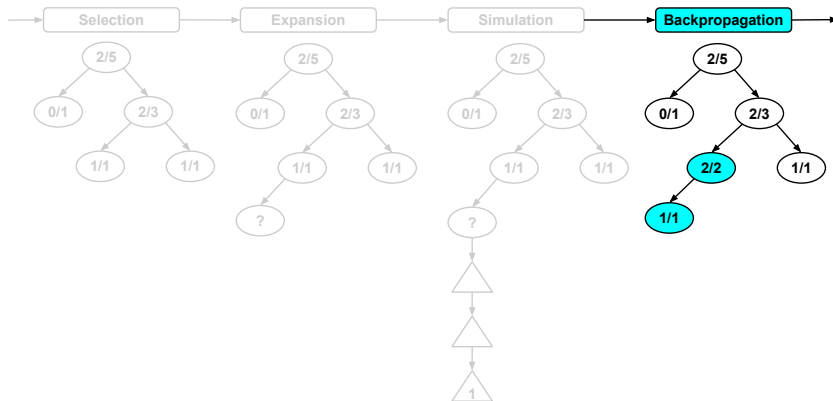 Selection Expansion Simulation Backpropagation
2/5 2/5 2/5 2/5
0/1 2/3 0/1 2/3 0/1 2/3 0/1 2/3
1/1 1/1 1/1 1/1 1/1 1/1 2/2 1/1
? ? 1/1
1